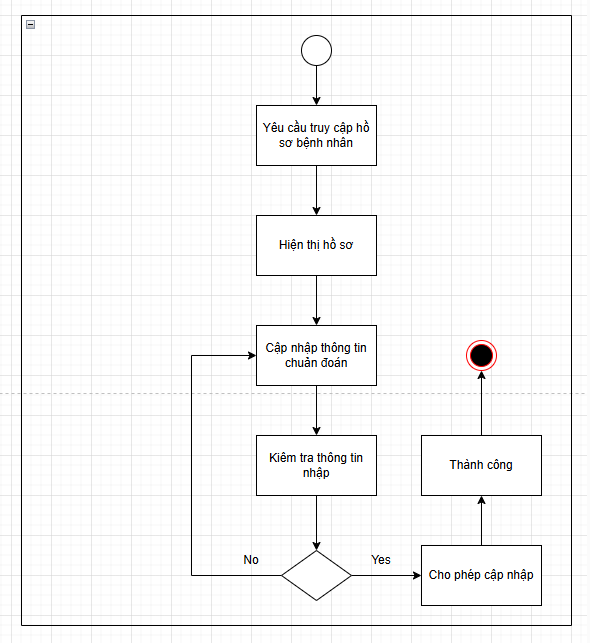 Yêu cầu truy cập hồ
sơ bệnh nhân
Hiện thị hồ sơ
Cập nhập thông tin
chuẩn đoán
Kiểm tra thông tin
nhập
No
Yes
Cho phép cập nhập
Thành công